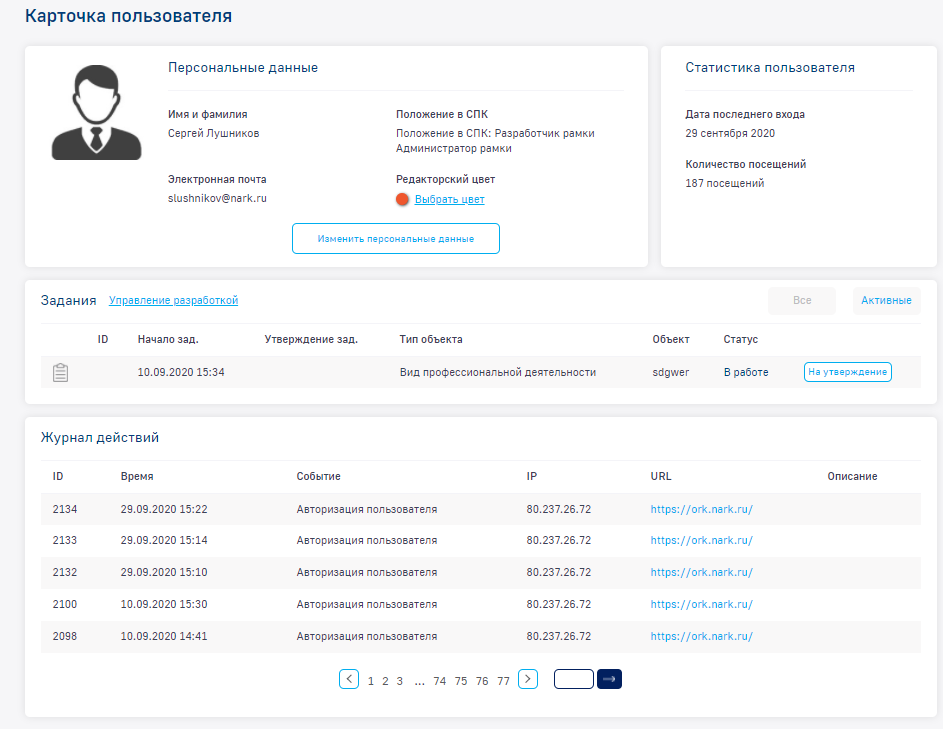 Карточка пользователя
Персональные данные
Имя и фамилия
Сергей Лушников
Положение в СПК
Положение в СПК: Разработчик рамки
Администратор рамки
Электронная почта
slushnikov@nark.ru
Редакторский цвет
Выбрать цвет
Изменить персональные данные
Статистика пользователя
Дата последнего входа
29 сентября 2020
Количество посещений
187 посещений
Задания Управление разработкой Все Активные
ID Начало зад. Утверждение зад. Тип объекта Объект Статус
10.09.2020 15:34 Вид профессиональной деятельности sdgwer В работе На утверждение
Журнал действий
ID Время Событие IP URL Описание
2134 29.09.2020 15:22 Авторизация пользователя 80.237.26.72 https://ork.nark.ru/
2133 29.09.2020 15:14 Авторизация пользователя 80.237.26.72 https://ork.nark.ru/
2132 29.09.2020 15:10 Авторизация пользователя 80.237.26.72 https://ork.nark.ru/
2100 10.09.2020 15:30 Авторизация пользователя 80.237.26.72 https://ork.nark.ru/
2098 10.09.2020 14:41 Авторизация пользователя 80.237.26.72 https://ork.nark.ru/
1 2 3 ... 74 75 76 77